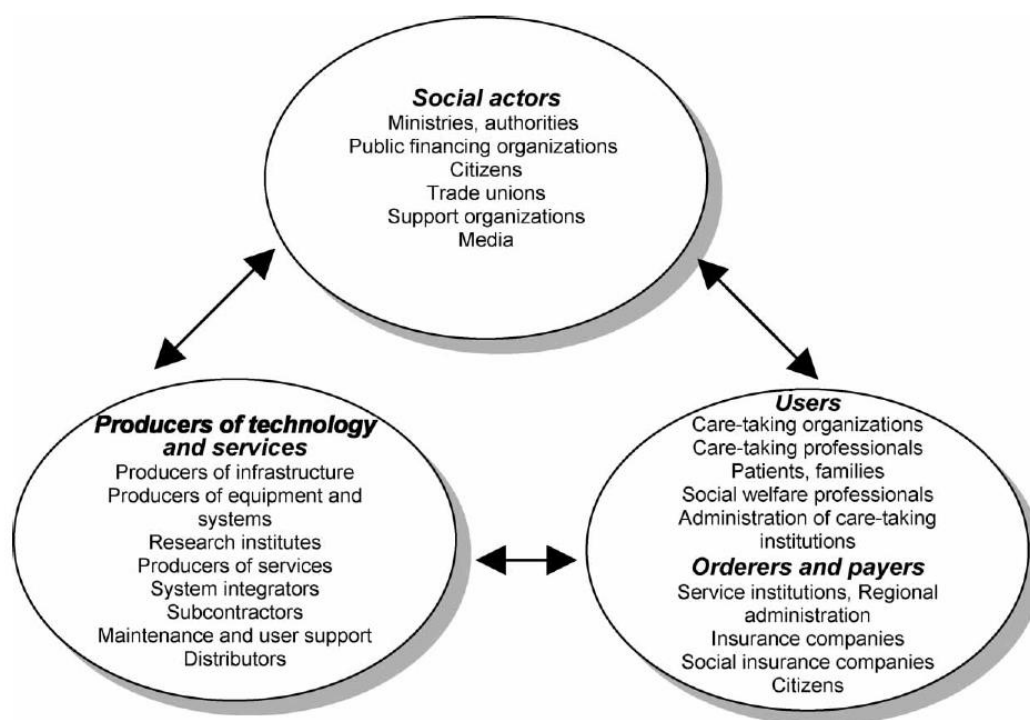 Social actors
Ministries, authorities
Public financing organizations
Citizens
Trade unions
Support organizations
Media
Producers of technology
and services
Producers of infrastructure
Producers of equipment and
systems
Research institutes
Producers of services
System integrators
Subcontractors
Maintenance and user support
Distributors
Users
Care-taking organizations
Care-taking professionals
Patients, families
Social welfare professionals
Administration of care-taking
institutions
Orderers and payers
Service institutions, Regional
administration
Insurance companies
Social insurance companies
Citizens